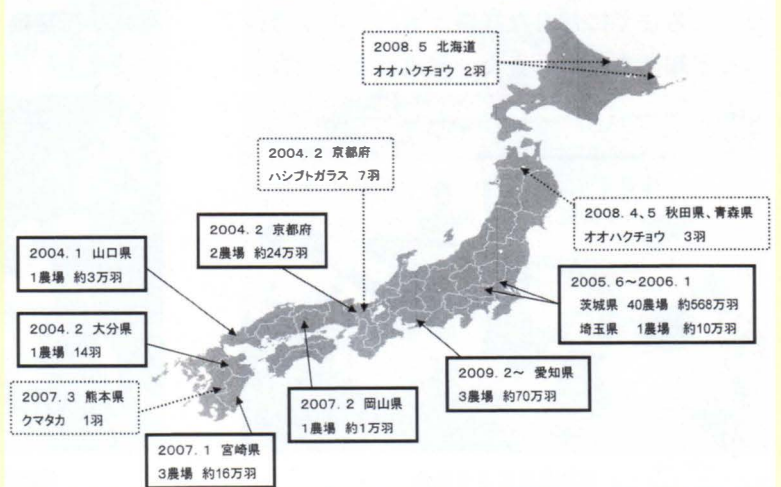 2008. 5 北海道
オオハクチョウ 2羽
2004. 2 京都府
ハシブトガラス 7羽
2008. 4、5 秋田県、青森県
オオハクチョウ 3羽
2004. 2 京都府
2農場 約24万羽
2004. 1 山口県
1農場 約3万羽
2005. 6～2006. 1
茨城県 40農場 約568万羽
埼玉県 1農場 約10万羽
2004. 2 大分県
1農場 14羽
2009. 2～ 愛知県
3農場 約70万羽
2007. 3 熊本県
クマタカ 1羽
2007. 2 岡山県
1農場 約1万羽
2007. 1 宮崎県
3農場 約16万羽